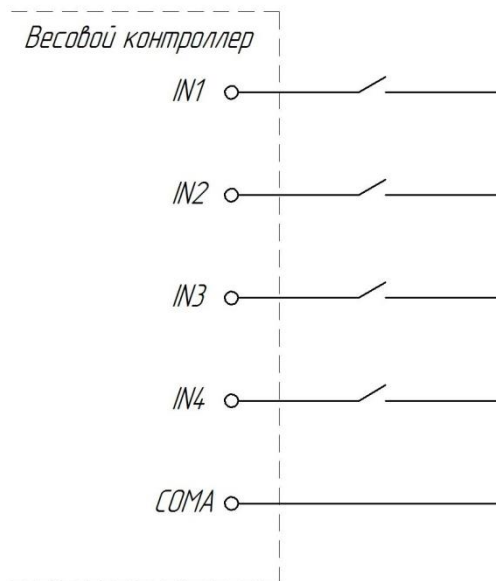 Весовой контроллер
IN1
IN2
IN3
IN4
COMA